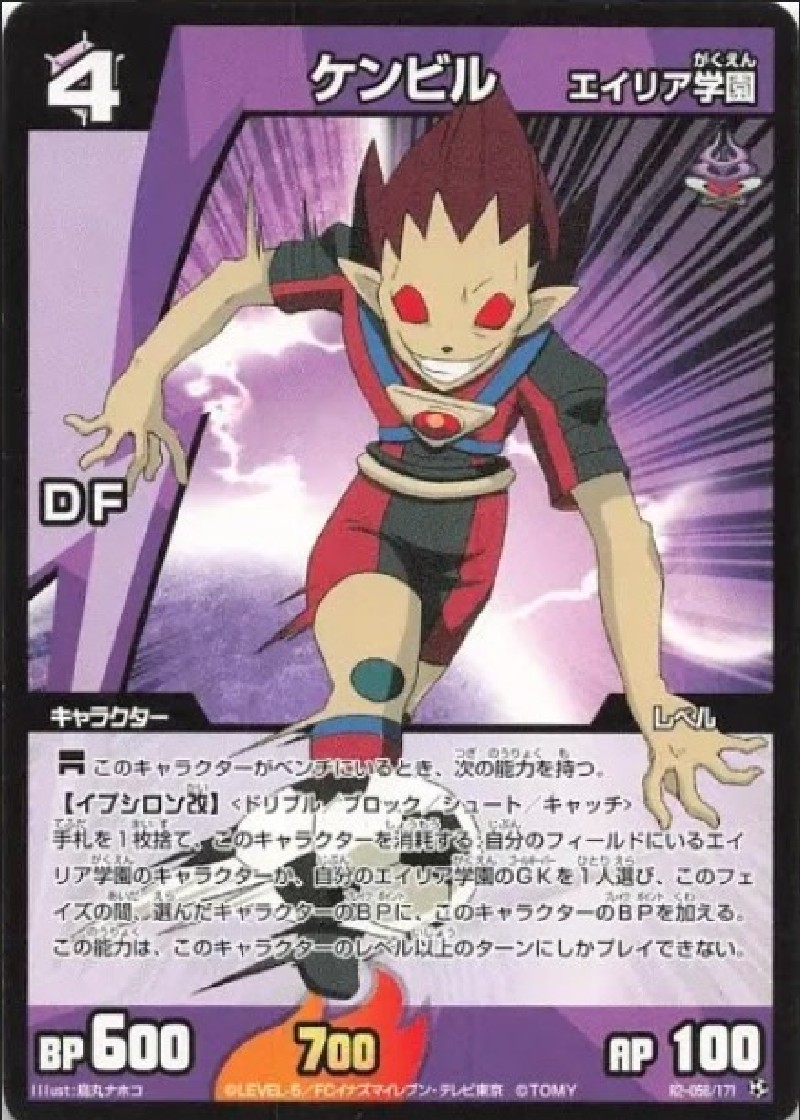 4
ケンビル
エイリア学園
がくえん
DF
キャラクター
レベル
このキャラクターがベンチにいるとき、次の能力を持つ。
【イプシロン改】<ドリブル／ブロック／シュート／キャッチ>
手札を1枚捨て、このキャラクターを消耗する:自分のフィールドにいるエイ
リア学園のキャラクターか、自分のエイリア学園のGKを1人選び、このフェ
イズの間、選んだキャラクターのBPに、このキャラクターのBPを加える。
この能力は、このキャラクターのレベル以上のターンにしかプレイできない。
BP 600
700
AP 100
Illust:烏丸ナホコ
©LEVEL-5/FCイナズマイレブン・テレビ東京 ©TOMY